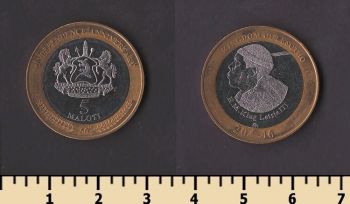 INDEPENDENCE ANNIVERSARY
5
MALOTI
KINGDOM OF LESOTHO
H.M. King Letsie III
1 2 3 4 5 6 7